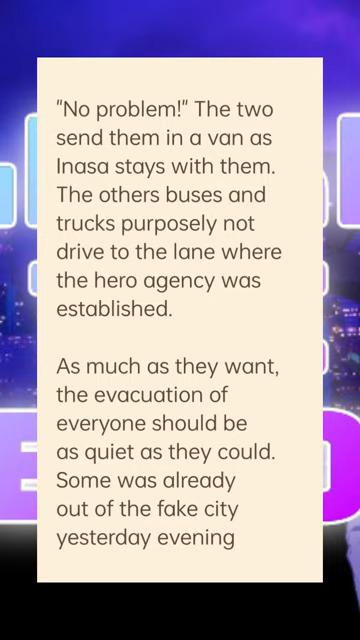 "No problem!" The two
send them in a van as
Inasa stays with them.
The others buses and
trucks purposely not
drive to the lane where
the hero agency was
established.
As much as they want,
the evacuation of
everyone should be
as quiet as they could.
Some was already
out of the fake city
yesterday evening